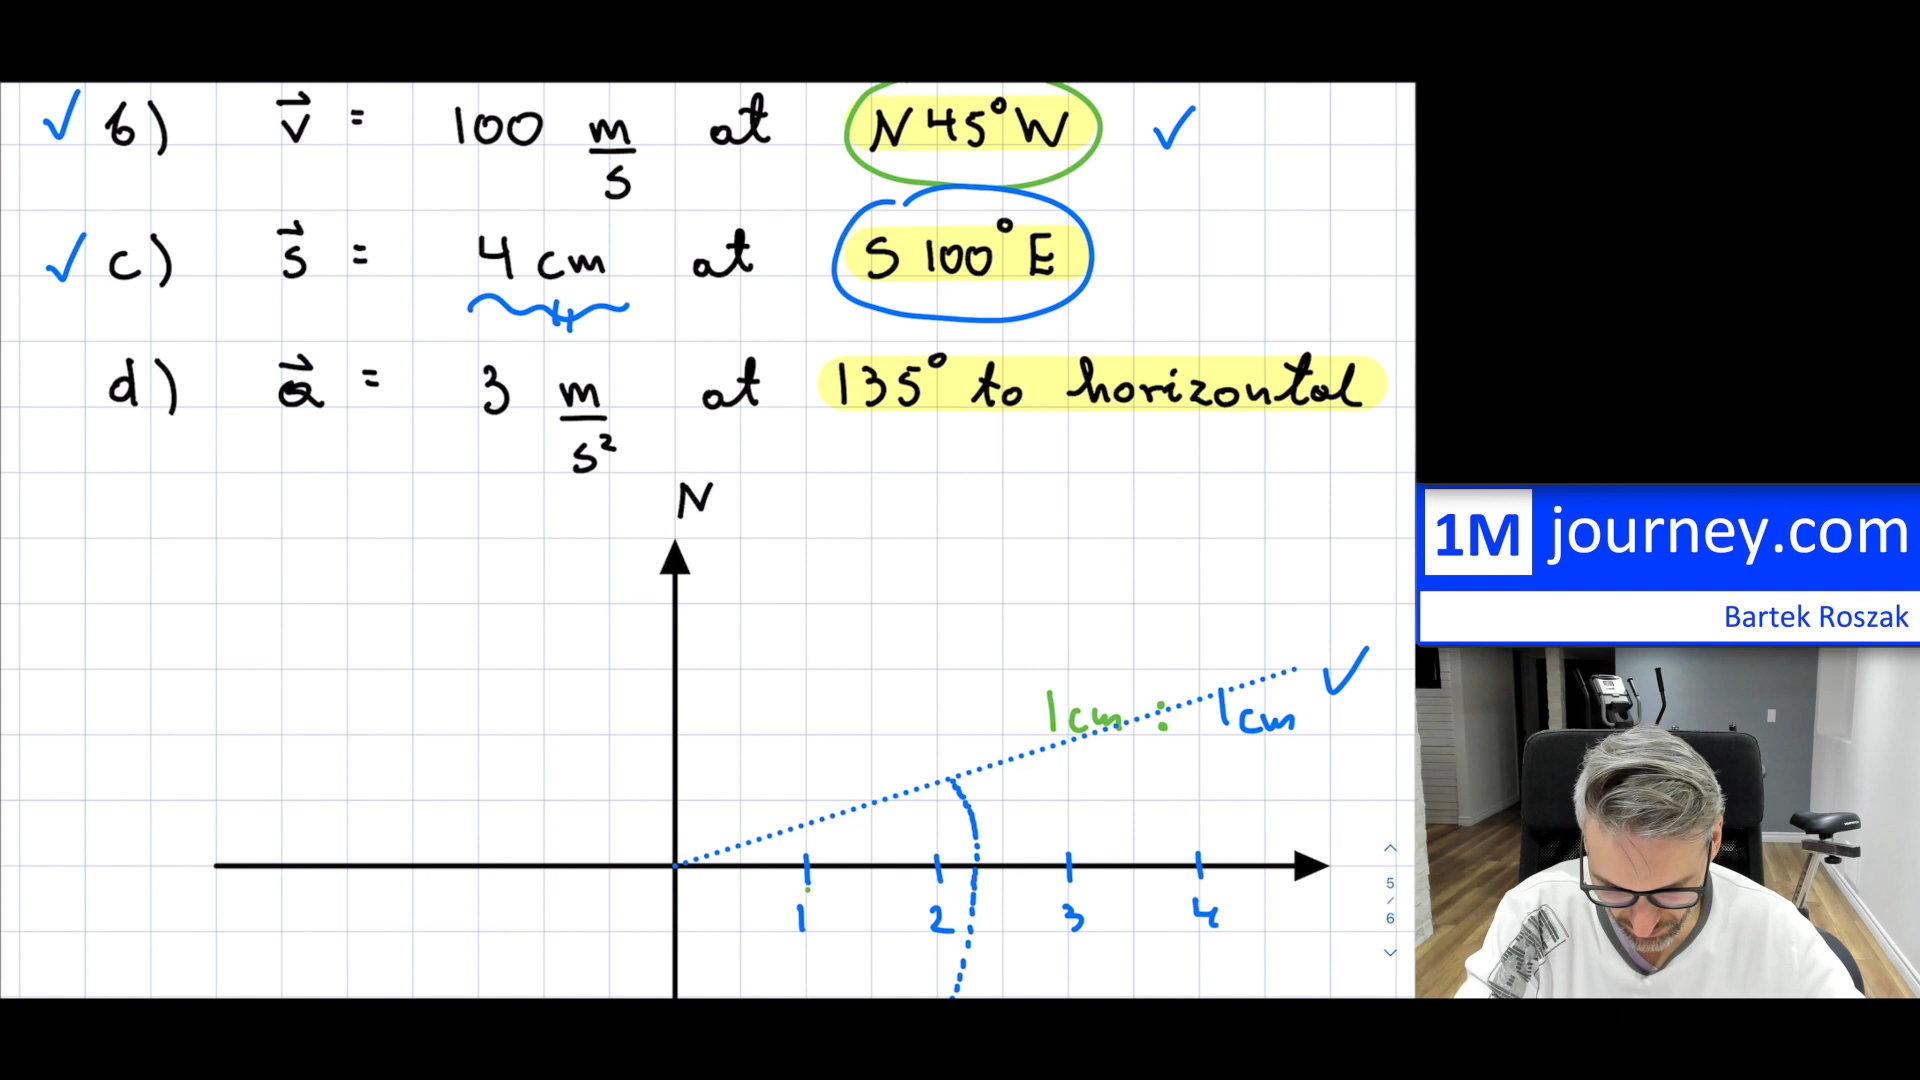 b) v⃗ = 100 m/s at N 45° W
c) s⃗ = 4 cm at S 100° E
d) a⃗ = 3 m/s² at 135° to horizontal
N
1cm : 1cm
1 2 3 4
5/6
1M journey.com
Bartek Roszak